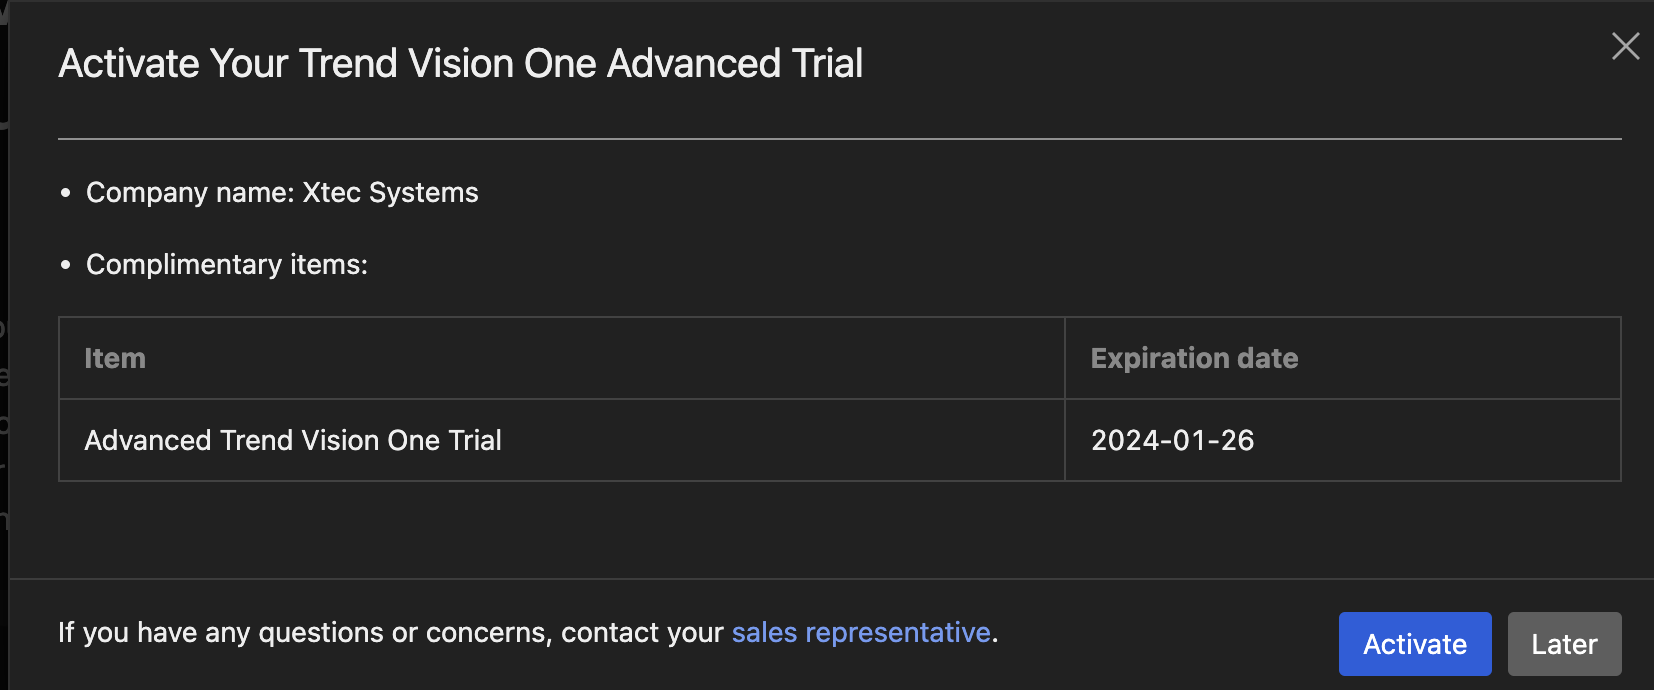 Activate Your Trend Vision One Advanced Trial
• Company name: Xtec Systems
• Complimentary items:
Item
Expiration date
Advanced Trend Vision One Trial
2024-01-26
If you have any questions or concerns, contact your sales representative.
Activate
Later